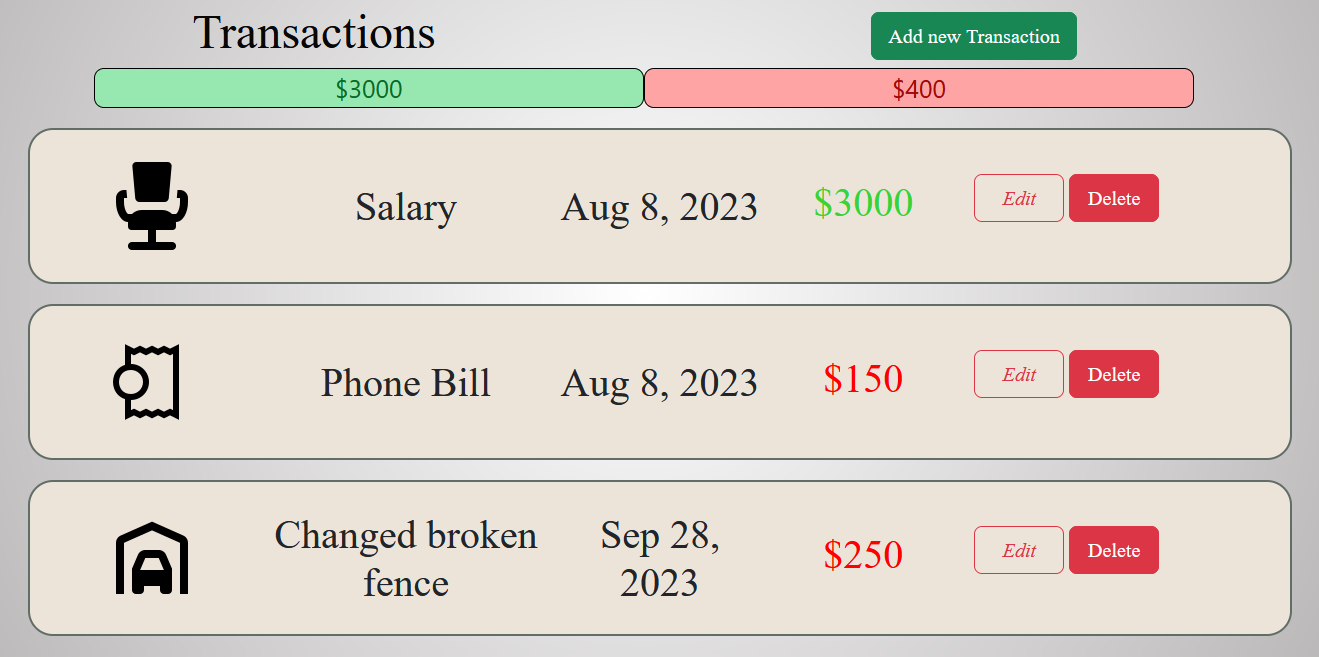 Transactions
Add new Transaction
$3000
$400
Salary
Aug 8, 2023
$3000
Edit
Delete
Phone Bill
Aug 8, 2023
$150
Edit
Delete
Changed broken
fence
Sep 28,
2023
$250
Edit
Delete